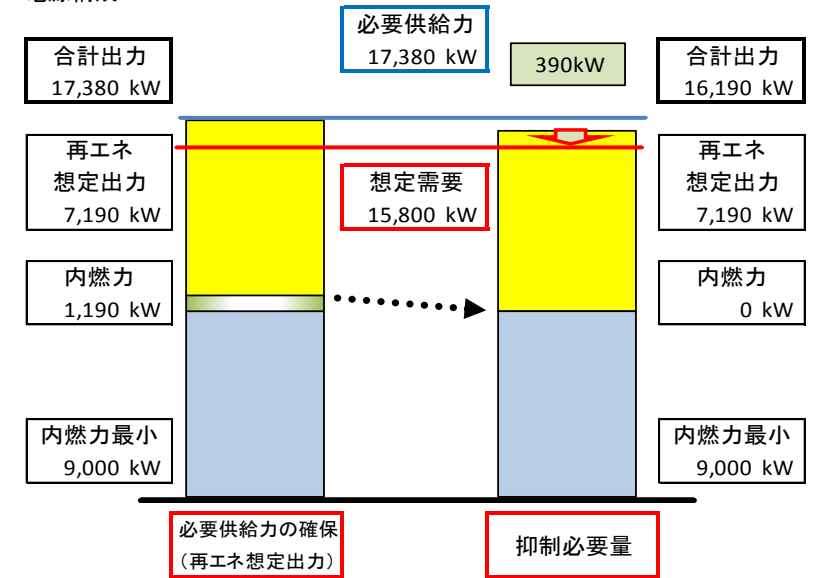 必要供給力
17,380 kW
合計出力
17,380 kW
390kW
合計出力
16,190 kW
再エネ
想定出力
7,190 kW
想定需要
15,800 kW
再エネ
想定出力
7,190 kW
内燃力
1,190 kW
内燃力
0 kW
内燃力最小
9,000 kW
内燃力最小
9,000 kW
必要供給力の確保
（再エネ想定出力）
抑制必要量